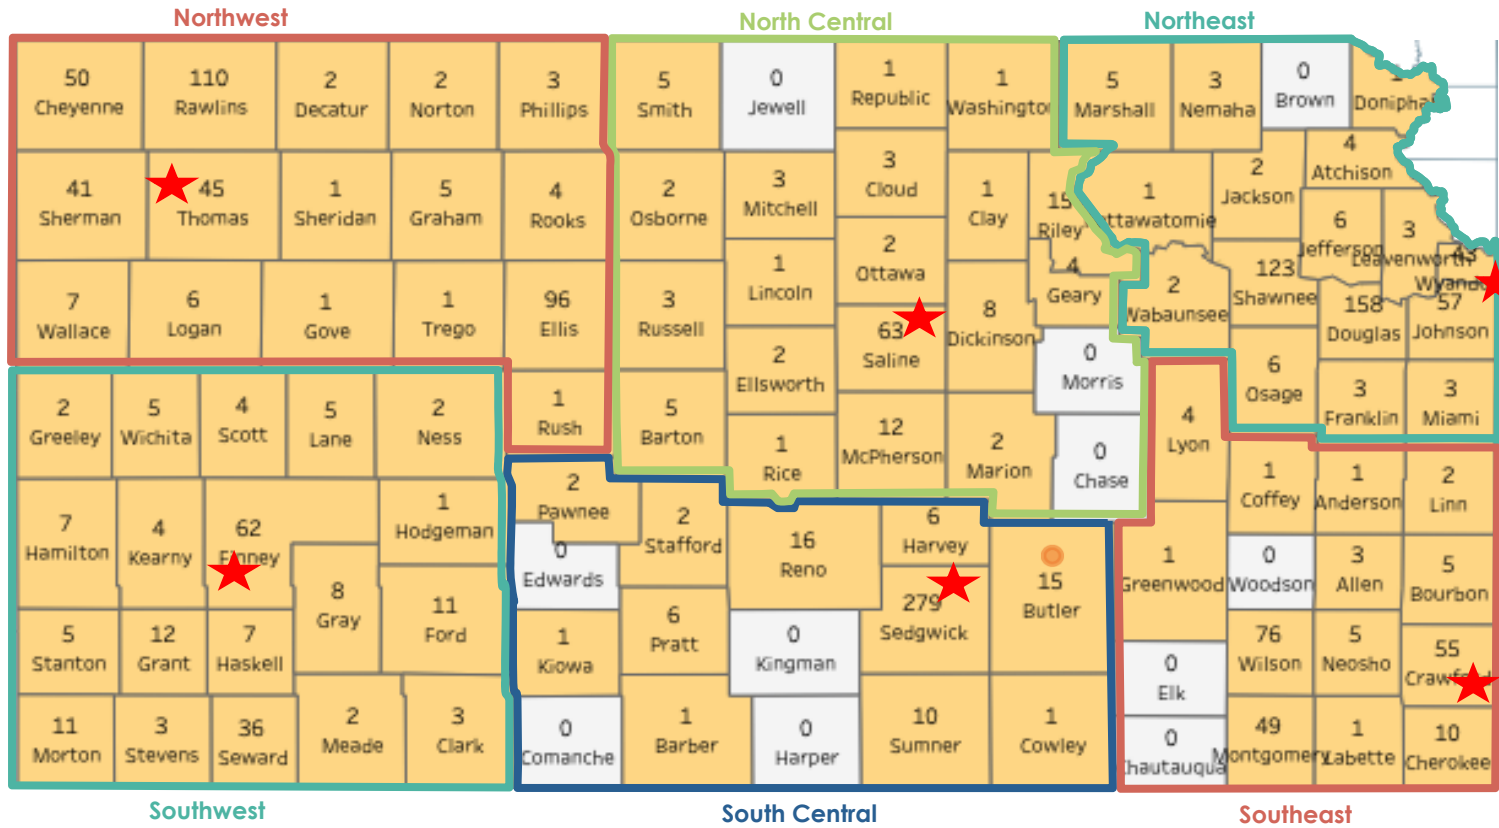 Northwest
North Central
Northeast
50
Cheyenne
110
Rawlins
2
Decatur
2
Norton
3
Phillips
5
Smith
0
Jewell
1
Republic
1
Washington
5
Marshall
3
Nemaha
0
Brown
Doniphan
41
Sherman
45
Thomas
1
Sheridan
5
Graham
4
Rooks
2
Osborne
3
Mitchell
3
Cloud
1
Clay
15
Riley
1
ottawatomie
2
Jackson
4
Atchison
6
Jefferson
3
Leavenworth
43
Wyando
7
Wallace
6
Logan
1
Gove
1
Trego
96
Ellis
3
Russell
1
Lincoln
2
Ottawa
63
Saline
8
Dickinson
4
Geary
2
Wabaunsee
123
Shawnee
158
Douglas
57
Johnson
1
Rush
5
Barton
2
Ellsworth
1
Rice
12
McPherson
2
Marion
0
Morris
0
Chase
4
Lyon
6
Osage
3
Franklin
3
Miami
2
Greeley
5
Wichita
4
Scott
5
Lane
2
Ness
7
Hamilton
4
Kearny
62
Finney
1
Hodgeman
8
Gray
11
Ford
2
Pawnee
0
Edwards
2
Stafford
16
Reno
6
Harvey
279
Sedgwick
15
Butler
1
Greenwood
1
Coffey
1
Anderson
2
Linn
0
Woodson
3
Allen
5
Bourbon
5
Stanton
12
Grant
7
Haskell
1
Kiowa
6
Pratt
0
Kingman
0
Elk
76
Wilson
5
Neosho
55
Crawford
11
Morton
3
Stevens
36
Seward
2
Meade
3
Clark
0
Comanche
1
Barber
0
Harper
10
Sumner
1
Cowley
0
hautauqua
49
Montgomery
1
Labette
10
Cherokee
Southwest
South Central
Southeast